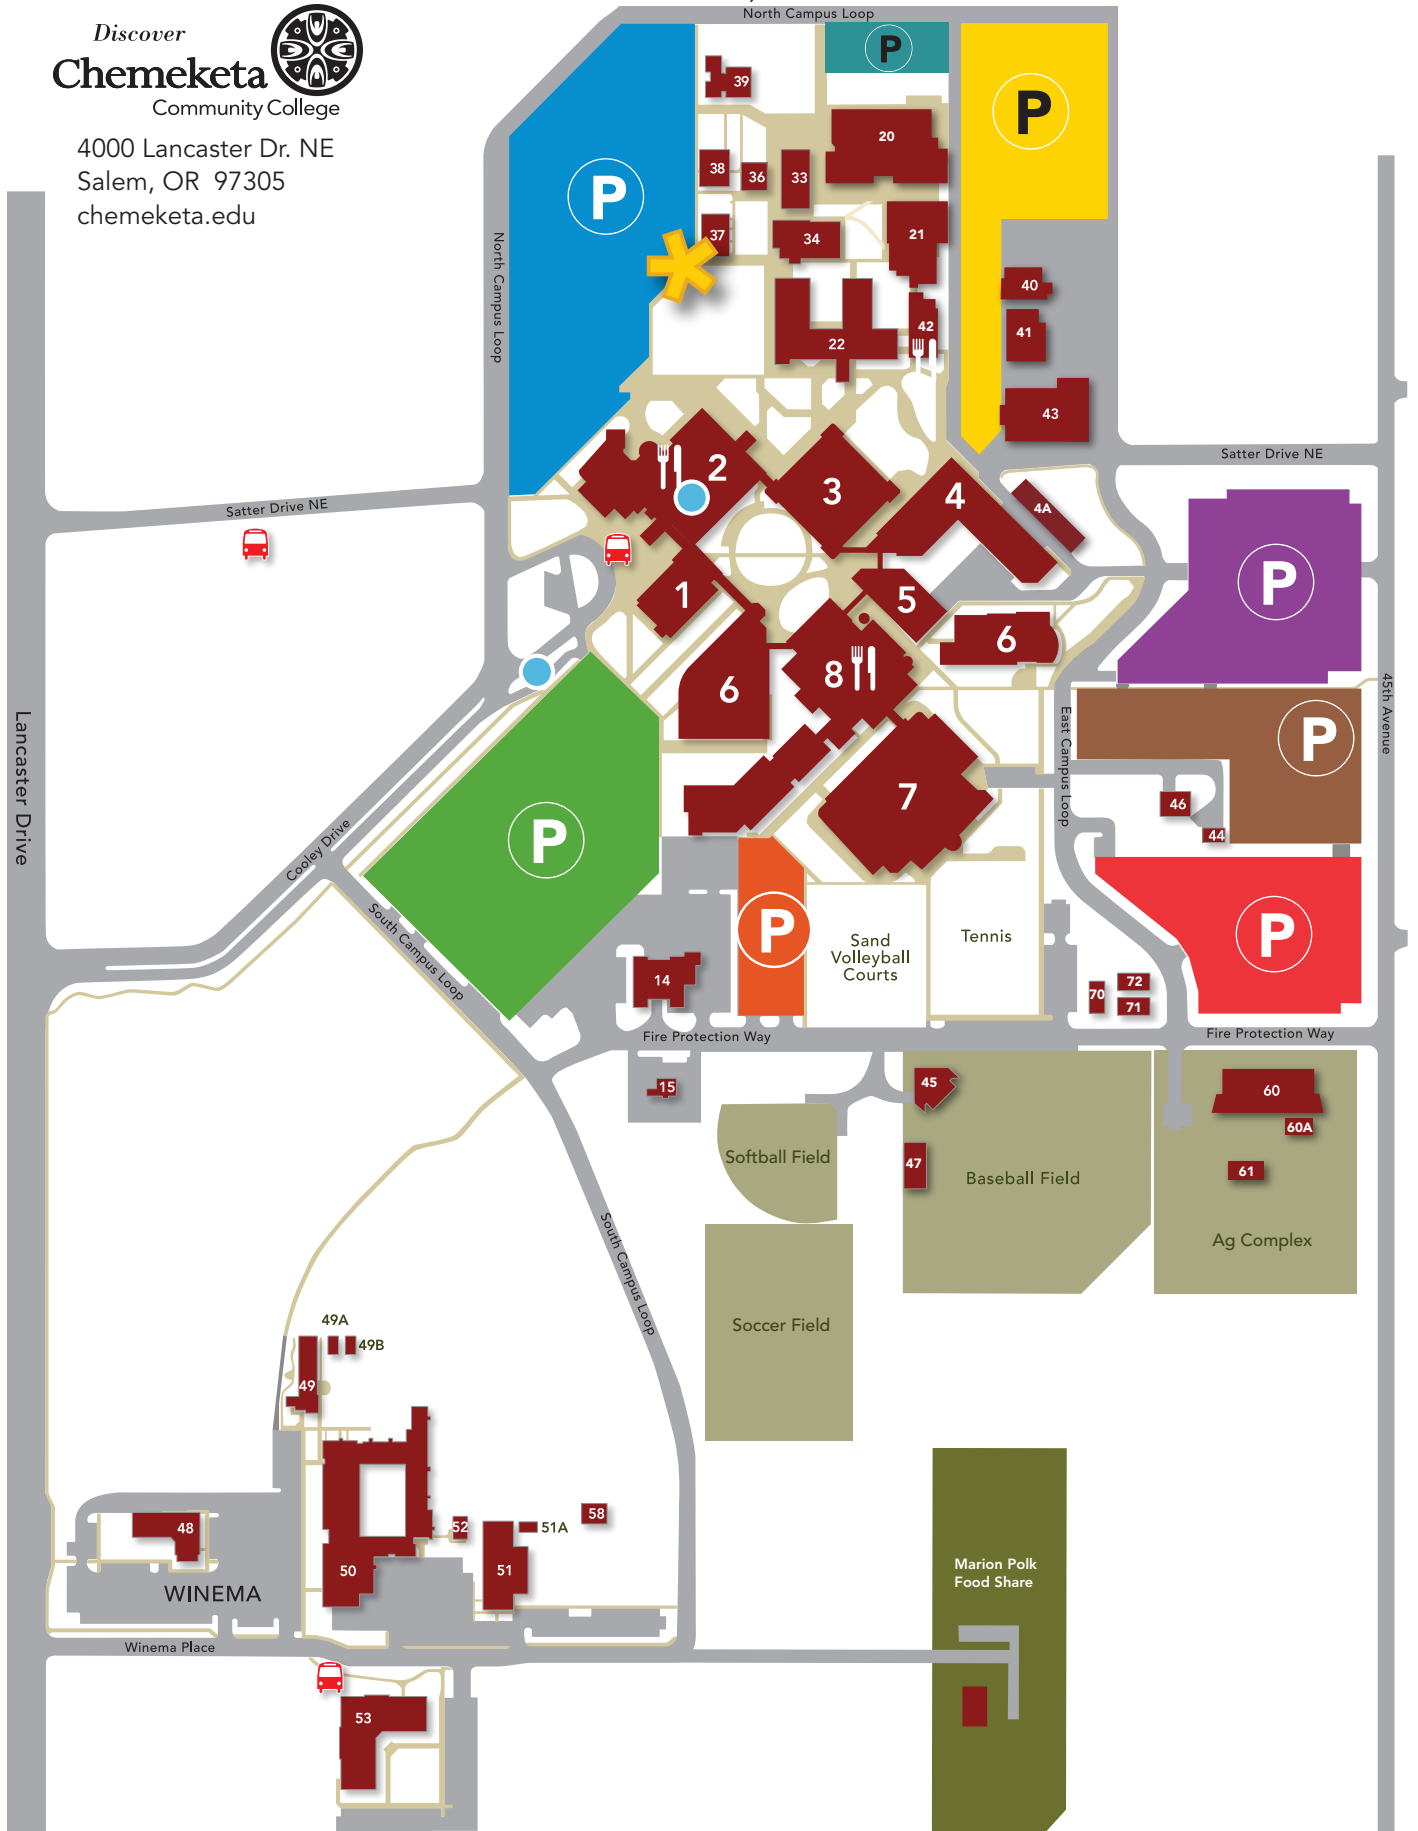 Discover
Chemeketa
Community College
4000 Lancaster Dr. NE
Salem, OR 97305
chemeketa.edu
North Campus Loop
P
P
P
39
20
38
36
33
37
34
21
40
42
41
22
43
North Campus Loop
Satter Drive NE
Satter Drive NE
2
3
4
4A
P
1
5
6
6
8
7
45th Avenue
East Campus Loop
P
46
44
Lancaster Drive
Cooley Drive
P
South Campus Loop
P
P
Sand
Volleyball
Courts
Tennis
14
70
72
71
Fire Protection Way
Fire Protection Way
15
45
60
60A
61
47
Softball Field
Baseball Field
Ag Complex
South Campus Loop
Soccer Field
49A
49B
49
48
52
51A
58
50
51
WINEMA
Winema Place
53
Marion Polk
Food Share